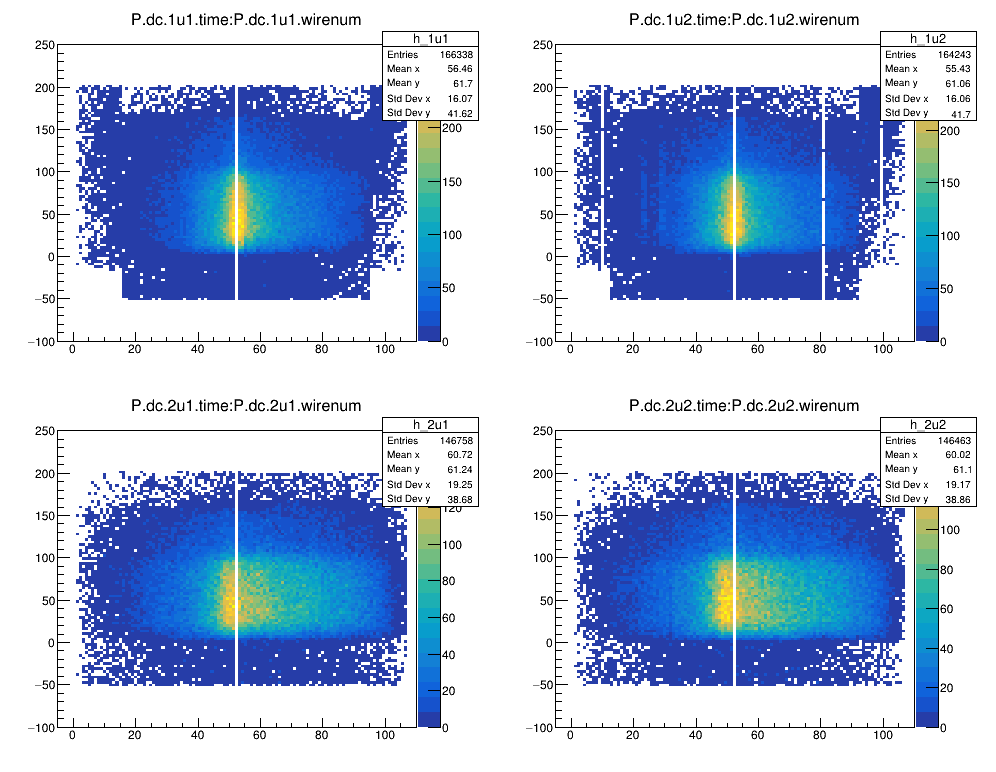 P.dc.1u1.time:P.dc.1u1.wirenum
h_1u1
Entries 166338
Mean x 56.46
Mean y 61.7
Std Dev x 16.07
Std Dev y 41.62
250
200
150
100
50
0
−50
−100
0 20 40 60 80 100
200
150
100
50
0
P.dc.1u2.time:P.dc.1u2.wirenum
h_1u2
Entries 164243
Mean x 55.43
Mean y 61.06
Std Dev x 16.06
Std Dev y 41.7
250
200
150
100
50
0
−50
−100
0 20 40 60 80 100
200
150
100
50
0
P.dc.2u1.time:P.dc.2u1.wirenum
h_2u1
Entries 146758
Mean x 60.72
Mean y 61.24
Std Dev x 19.25
Std Dev y 38.68
250
200
150
100
50
0
−50
−100
0 20 40 60 80 100
120
100
80
60
40
20
0
P.dc.2u2.time:P.dc.2u2.wirenum
h_2u2
Entries 146463
Mean x 60.02
Mean y 61.1
Std Dev x 19.17
Std Dev y 38.86
250
200
150
100
50
0
−50
−100
0 20 40 60 80 100
100
80
60
40
20
0